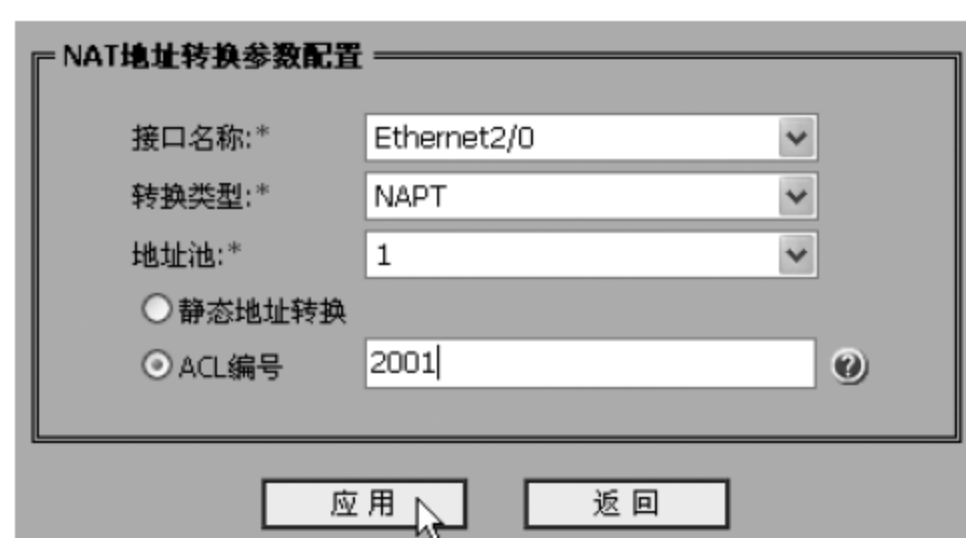 NAT地址转换参数配置
接口名称:* Ethernet2/0
转换类型:* NAPT
地址池:* 1
静态地址转换
ACL编号 2001
应用 返回